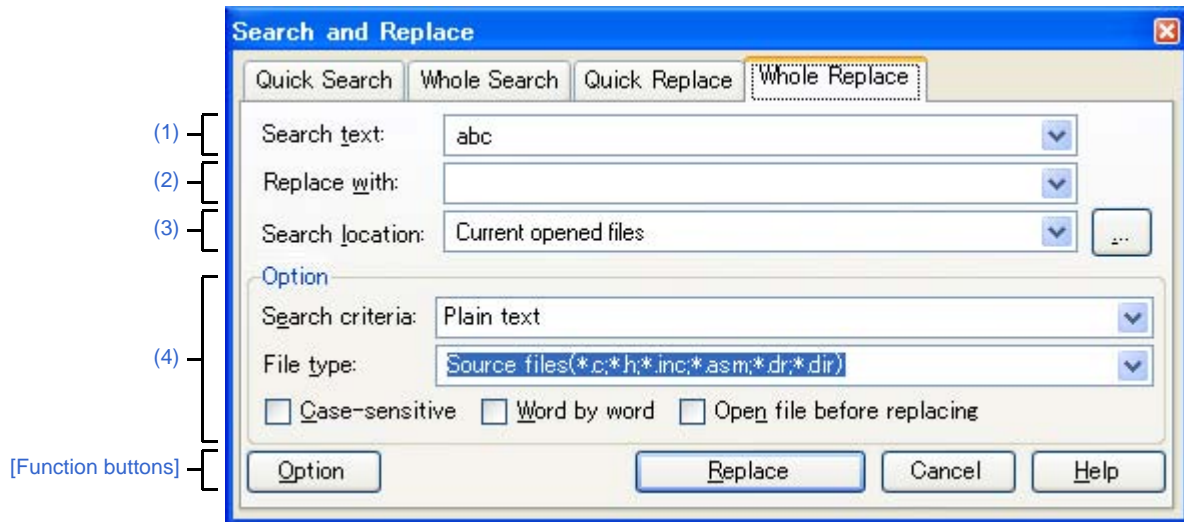 Search and Replace
Quick Search Whole Search Quick Replace Whole Replace
(1) Search text: abc
(2) Replace with:
(3) Search location: Current opened files ...
Option
Search criteria: Plain text
(4) File type: Source files(*.c;*.h;*.inc;*.asm;*.dr;*.dir)
Case-sensitive Word by word Open file before replacing
[Function buttons] Option Replace Cancel Help